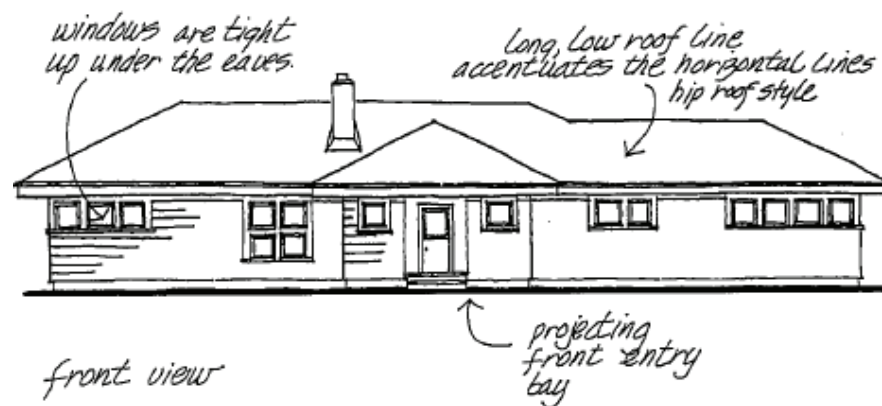 windows are tight
up under the eaves.
long, low roof line
accentuates the horizontal lines
hip roof style
projecting
front entry
bay
front view